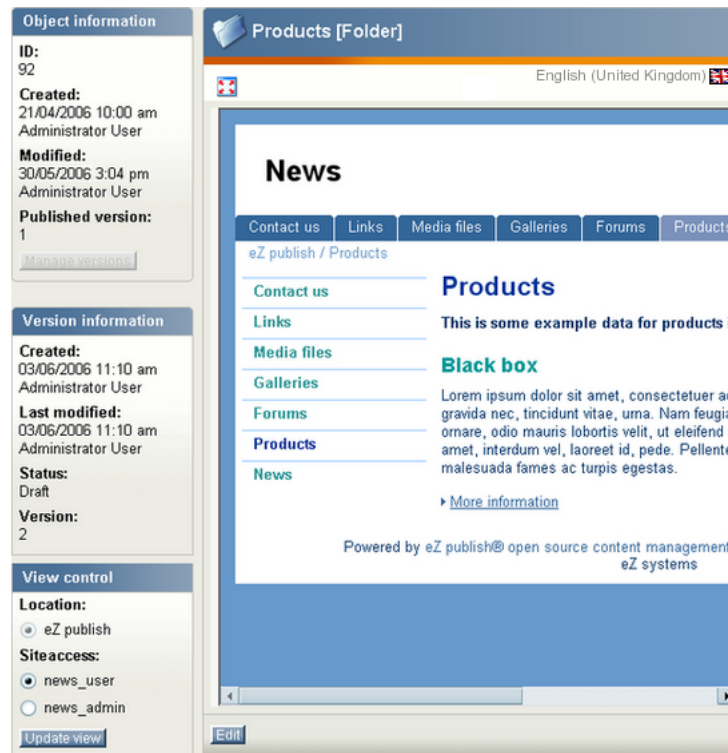 Object information
ID:
92
Created:
21/04/2006 10:00 am
Administrator User
Modified:
30/05/2006 3:04 pm
Administrator User
Published version:
1
Manage versions
Version information
Created:
03/06/2006 11:10 am
Administrator User
Last modified:
03/06/2006 11:10 am
Administrator User
Status:
Draft
Version:
2
View control
Location:
eZ publish
Siteaccess:
news_user
news_admin
Update view
Products [Folder]
English (United Kingdom)
News
Contact us Links Media files Galleries Forums Products
eZ publish / Products
Contact us
Links
Media files
Galleries
Forums
Products
News
Products
This is some example data for products
Black box
Lorem ipsum dolor sit amet, consectetuer
gravida nec, tincidunt vitae, urna. Nam
ornare, odio mauris lobortis velit, ut eleifend
amet, interdum vel, laoreet id, pede.
malesuada fames ac turpis egestas.
More information
Powered by eZ publish® open source content management
eZ systems
Edit